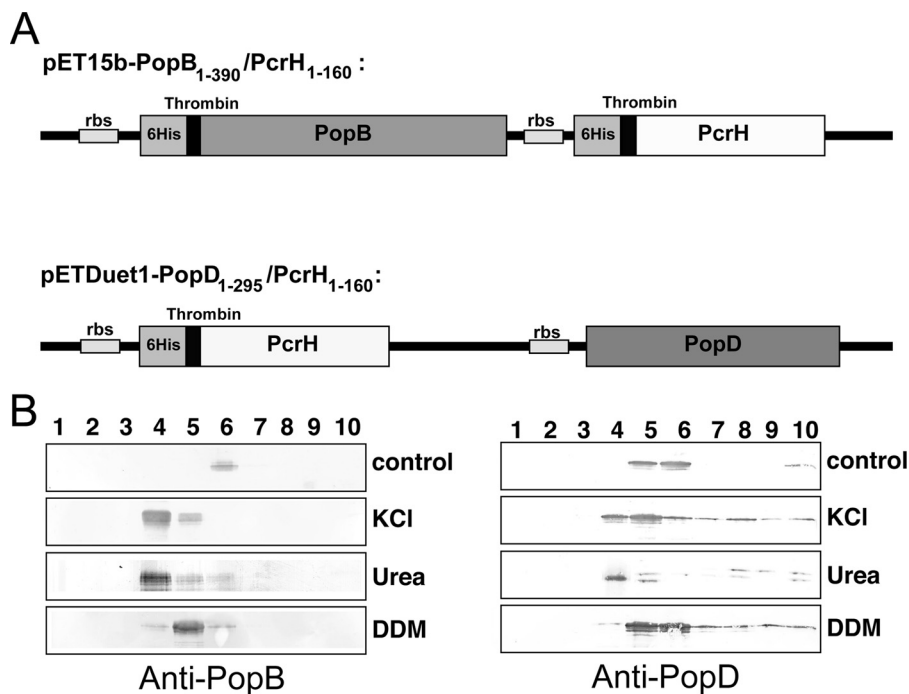 A
pET15b-PopB1-390/PcrH1-160 :
Thrombin Thrombin
rbs 6His PopB rbs 6His PcrH
pETDuet1-PopD1-295/PcrH1-160:
Thrombin
rbs 6His PcrH rbs PopD
B
1 2 3 4 5 6 7 8 9 10
control
KCl
Urea
DDM
Anti-PopB
1 2 3 4 5 6 7 8 9 10
control
KCl
Urea
DDM
Anti-PopD